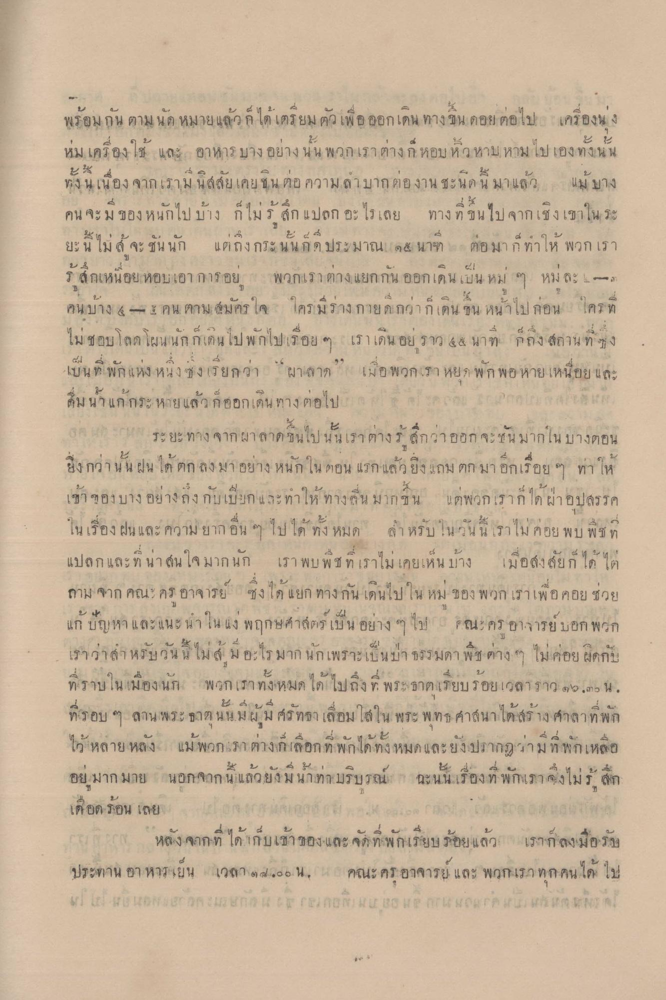 พร้อมกันตามนัดหมายแล้วก็ได้เตรียมตัวเพื่อออกเดินทางขึ้นดอยต่อไป เครื่องนุ่ง
ห่มเครื่องใช้ และ อาหารบางอย่างนั้นพวกเราต่างก็หอบหิ้วหาบหามไปเองทั้งนั้น
ทั้งนี้เนื่องจากเรามีนิสสัยเคยชินต่อความลำบากต่องานชะนิดนี้มาแล้ว แม้บาง
คนจะมีของหนักไปบ้าง ก็ไม่รู้สึกแปลกอะไรเลย ทางที่ขึ้นไปจากเชิงเขาในระ
ยะนี้ไม่สู้จะชันนัก แต่ถึงกระนั้นก็ดีประมาณ ๑๕ นาฑี ต่อมาก็ทำให้พวกเรา
รู้สึกเหนื่อยหอบเอาการอยู่ พวกเราต่างแยกกันออกเดินเป็นหมู่ ๆ หมู่ละ ๒—๓
คนบ้าง ๔—๕ คนตามสมัครใจ ใครมีร่างกายดีกว่าก็เดินขึ้นหน้าไปก่อน ใครที่
ไม่ชอบโลดโผนนักก็เดินไปพักไปเรื่อยๆ เราเดินอยู่ราว ๔๕ นาที ก็ถึงสถานที่ซึ่ง
เป็นที่พักแห่งหนึ่งซึ่งเรียกว่า “ผาลาด” เมื่อพวกเราหยุดพักพอหายเหนื่อยและ
ดื่มน้ำแก้กระหายแล้วก็ออกเดินทางต่อไป
ระยะทางจากผาลาดขึ้นไปนั้นเราต่างรู้สึกว่าออกจะชันมากในบางตอน
ยิ่งกว่านั้นฝนได้ตกลงมาอย่างหนักในตอนแรกแล้วยังแถมตกมาอีกเรื่อยๆ ทำให้
เข้าของบางอย่างถึงกับเปียกและทำให้ทางลื่นมากขึ้น แต่พวกเราก็ได้ฝ่าอุปสรรค
ในเรื่องฝนและความยากอื่นๆ ไปได้ทั้งหมด สำหรับในวันนี้เราไม่ค่อยพบพืชที่
แปลกและที่น่าสนใจมากนัก เราพบพืชที่เราไม่เคยเห็นบ้าง เมื่อสงสัยก็ได้ไต่
ถามจากคณะครูอาจารย์ ซึ่งได้แยกทางกันเดินไปในหมู่ของพวกเราเพื่อคอยช่วย
แก้ปัญหาและแนะนำในแง่พฤกษศาสตร์เป็นอย่างๆ ไป คณะครูอาจารย์บอกพวก
เราว่าสำหรับวันนี้ไม่สู้มีอะไรมากนักเพราะเป็นป่าธรรมดาพืชต่างๆ ไม่ค่อยผิดกับ
ที่ราบในเมืองนัก พวกเราทั้งหมดได้ไปถึงที่พระธาตุเรียบร้อยเวลาราว ๑๖.๓๐ น.
ที่รอบๆ ลานพระธาตุนั้นมีผู้มีศรัทธาเลื่อมใสในพระพุทธศาสนาได้สร้างศาลาที่พัก
ไว้หลายหลัง แม้พวกเราต่างก็เลือกที่พักได้ทั้งหมดและยังปรากฏว่ามีที่พักเหลือ
อยู่มากมาย นอกจากนี้แล้วยังมีน้ำท่าบริบูรณ์ ฉะนั้นเรื่องที่พักเราจึงไม่รู้สึก
เดือดร้อนเลย
หลังจากที่ได้เก็บเข้าของและจัดที่พักเรียบร้อยแล้ว เราก็ลงมือรับ
ประทานอาหารเย็น เวลา ๑๘.๐๐ น. คณะครูอาจารย์และพวกเราทุกคนได้ไป